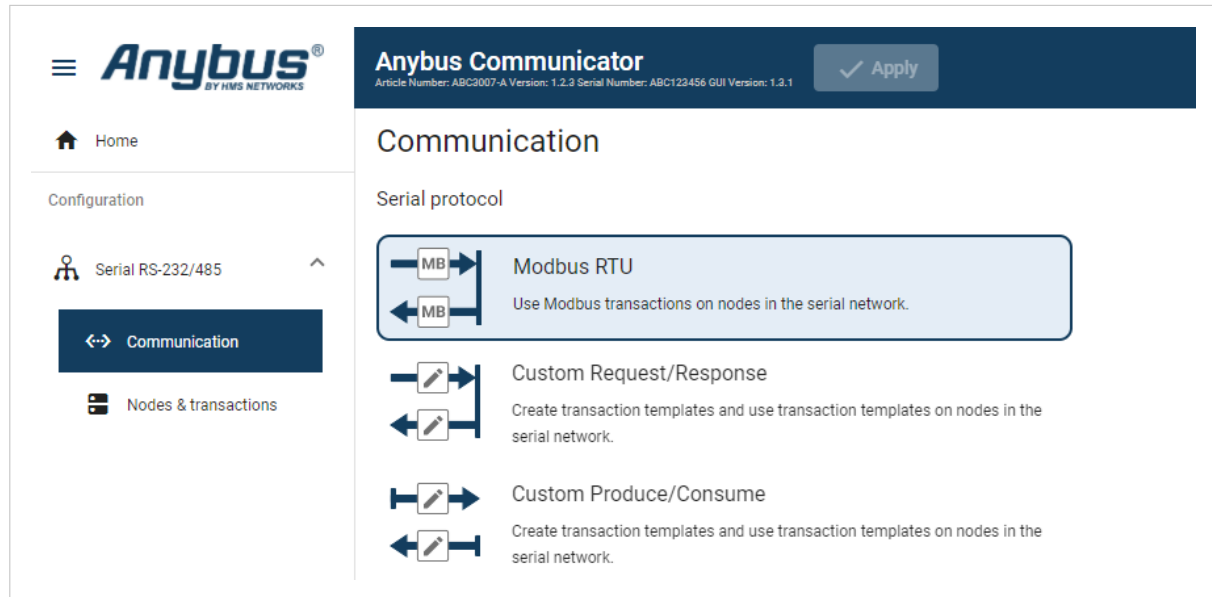 Anybus®
BY HMS NETWORKS
Anybus Communicator
Article Number: ABC3007-A Version: 1.2.3 Serial Number: ABC123456 GUI Version: 1.3.1
Apply
Home
Configuration
Serial RS-232/485
Communication
Nodes & transactions
Communication
Serial protocol
MB
MB
Modbus RTU
Use Modbus transactions on nodes in the serial network.
Custom Request/Response
Create transaction templates and use transaction templates on nodes in the
serial network.
Custom Produce/Consume
Create transaction templates and use transaction templates on nodes in the
serial network.